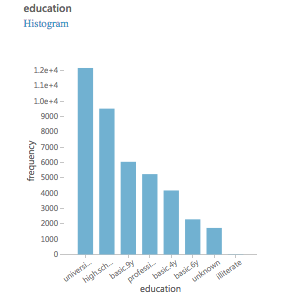 education
Histogram
1.2e+4
1.1e+4
1.0e+4
9000
8000
7000
6000
5000
4000
3000
2000
1000
0
frequency
universi...
high.sch...
basic.9y
professi...
basic.4y
basic.6y
unknown
illiterate
education